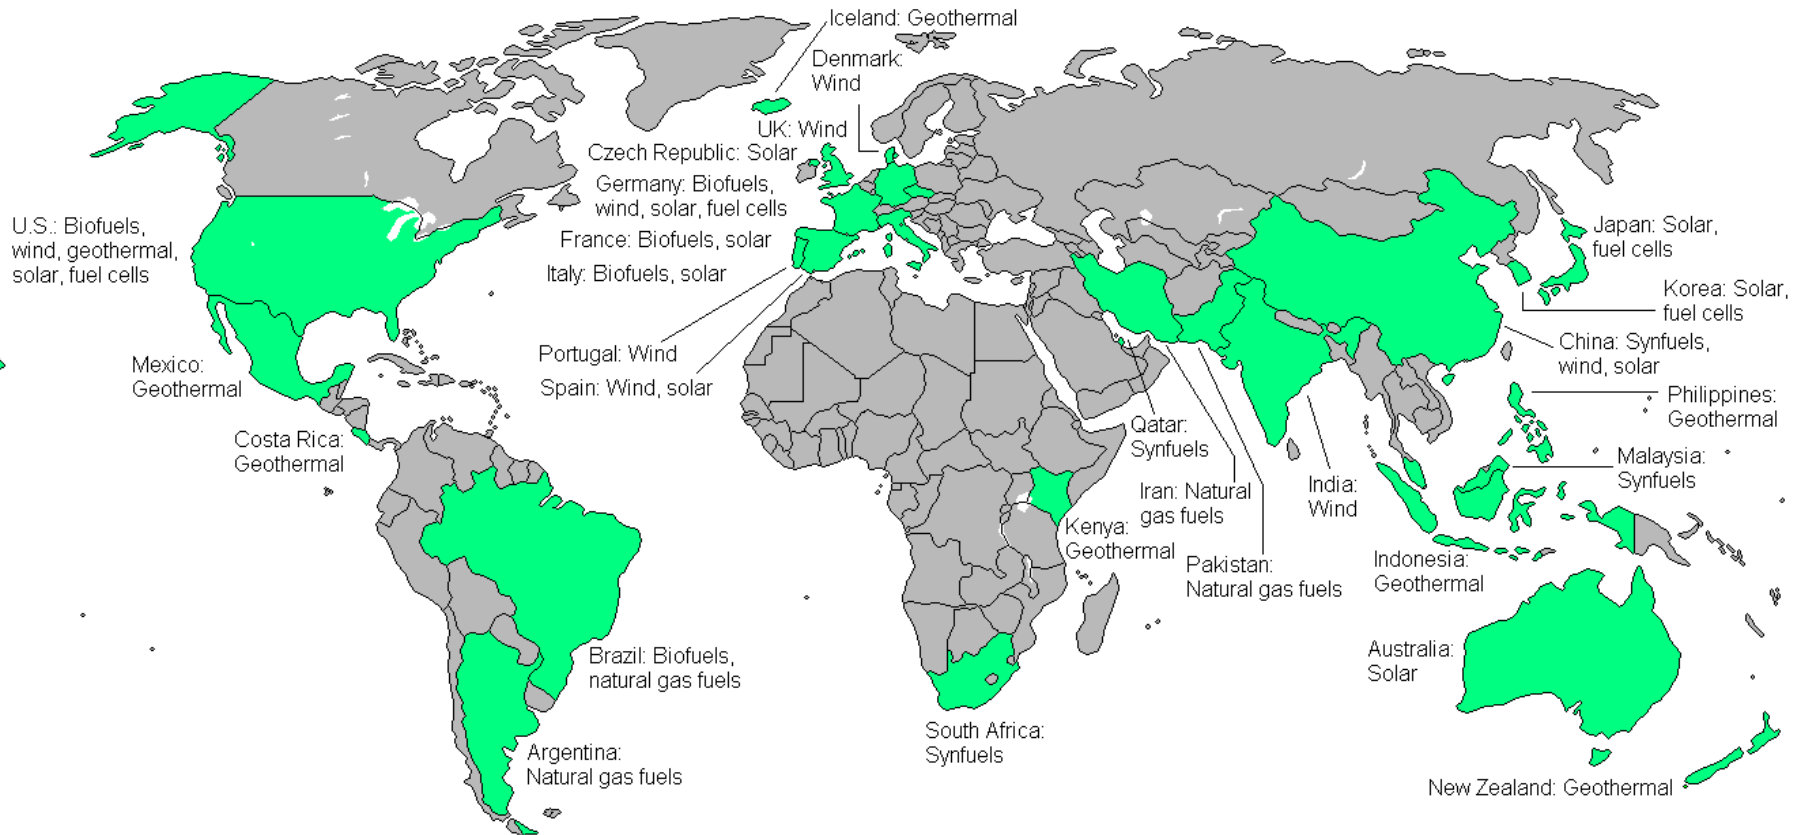 Iceland: Geothermal
Denmark:
Wind
UK: Wind
Czech Republic: Solar
Germany: Biofuels,
wind, solar, fuel cells
U.S.: Biofuels,
wind, geothermal,
solar, fuel cells
France: Biofuels, solar
Italy: Biofuels, solar
Japan: Solar,
fuel cells
Korea: Solar,
fuel cells
China: Synfuels,
wind, solar
Portugal: Wind
Spain: Wind, solar
Mexico:
Geothermal
Philippines:
Geothermal
Costa Rica:
Geothermal
Qatar:
Synfuels
Malaysia:
Synfuels
Iran: Natural
gas fuels
India:
Wind
Kenya:
Geothermal
Pakistan:
Natural gas fuels
Indonesia:
Geothermal
Brazil: Biofuels,
natural gas fuels
Australia:
Solar
South Africa:
Synfuels
Argentina:
Natural gas fuels
New Zealand: Geothermal